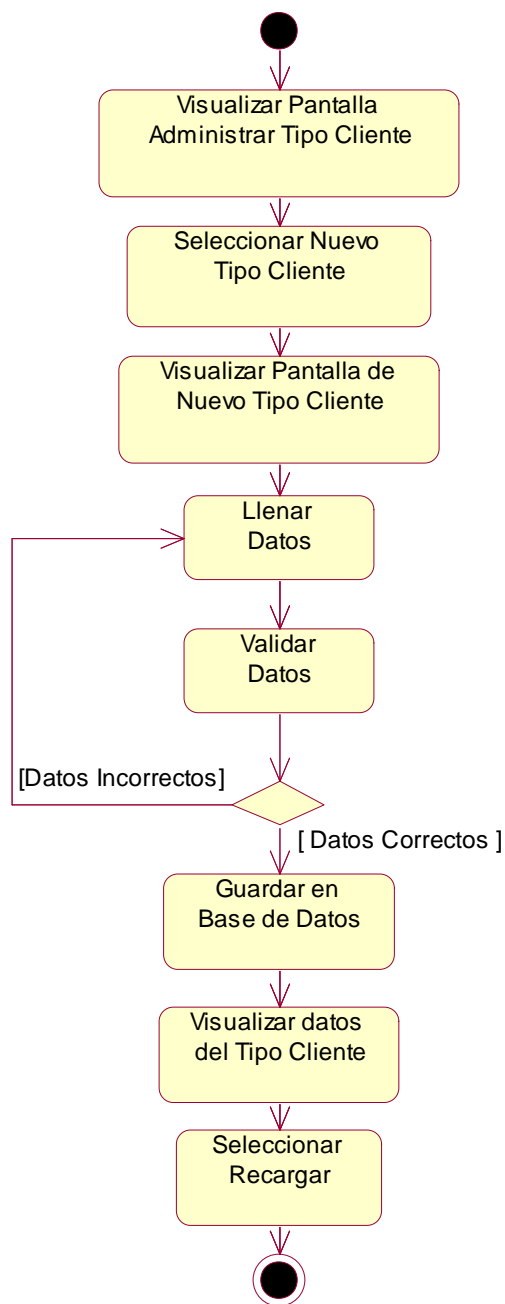 Visualizar Pantalla
Administrar Tipo Cliente
Seleccionar Nuevo
Tipo Cliente
Visualizar Pantalla de
Nuevo Tipo Cliente
Llenar
Datos
Validar
Datos
[Datos Incorrectos]
[ Datos Correctos ]
Guardar en
Base de Datos
Visualizar datos
del Tipo Cliente
Seleccionar
Recargar